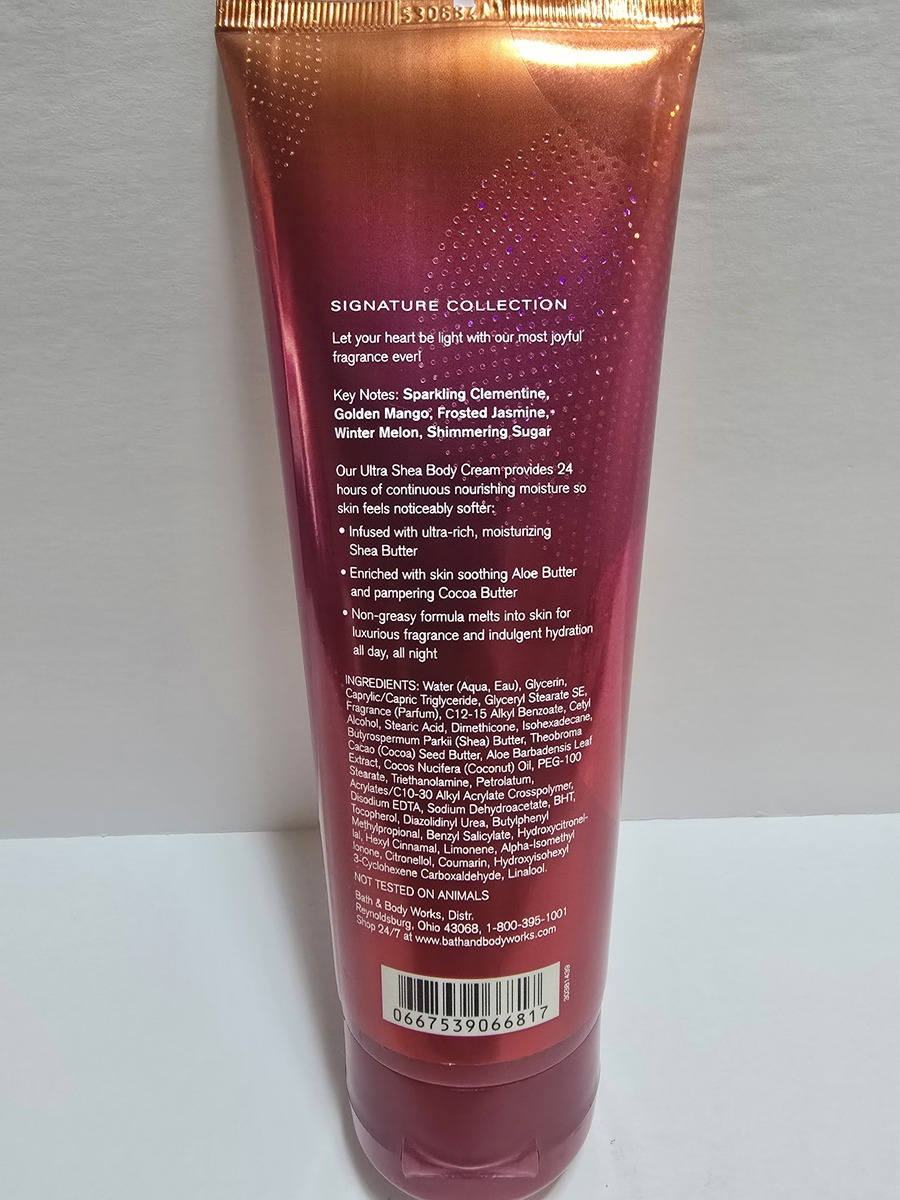 SIGNATURE COLLECTION
Let your heart be light with our most joyful
fragrance ever!
Key Notes: Sparkling Clementine,
Golden Mango, Frosted Jasmine,
Winter Melon, Shimmering Sugar
Our Ultra Shea Body Cream provides 24
hours of continuous nourishing moisture so
skin feels noticeably softer:
• Infused with ultra-rich, moisturizing
Shea Butter
• Enriched with skin soothing Aloe Butter
and pampering Cocoa Butter
• Non-greasy formula melts into skin for
luxurious fragrance and indulgent hydration
all day, all night
INGREDIENTS: Water (Aqua, Eau), Glycerin,
Caprylic/Capric Triglyceride, Glyceryl Stearate SE,
Fragrance (Parfum), C12-15 Alkyl Benzoate, Cetyl
Alcohol, Stearic Acid, Dimethicone, Isohexadecane,
Butyrospermum Parkii (Shea) Butter, Theobroma
Cacao (Cocoa) Seed Butter, Aloe Barbadensis Leaf
Extract, Cocos Nucifera (Coconut) Oil, PEG-100
Stearate, Triethanolamine, Petrolatum,
Acrylates/C10-30 Alkyl Acrylate Crosspolymer,
Disodium EDTA, Sodium Dehydroacetate, BHT,
Tocopherol, Diazolidinyl Urea, Butylphenyl
Methylpropional, Benzyl Salicylate, Hydroxycitronel-
lal, Hexyl Cinnamal, Limonene, Alpha-Isomethyl
Ionone, Citronellol, Coumarin, Hydroxyisohexyl
3-Cyclohexene Carboxaldehyde, Linalool.
NOT TESTED ON ANIMALS
Bath & Body Works, Distr.
Reynoldsburg, Ohio 43068, 1-800-395-1001
Shop 24/7 at www.bathandbodyworks.com
0667539066817
30381439